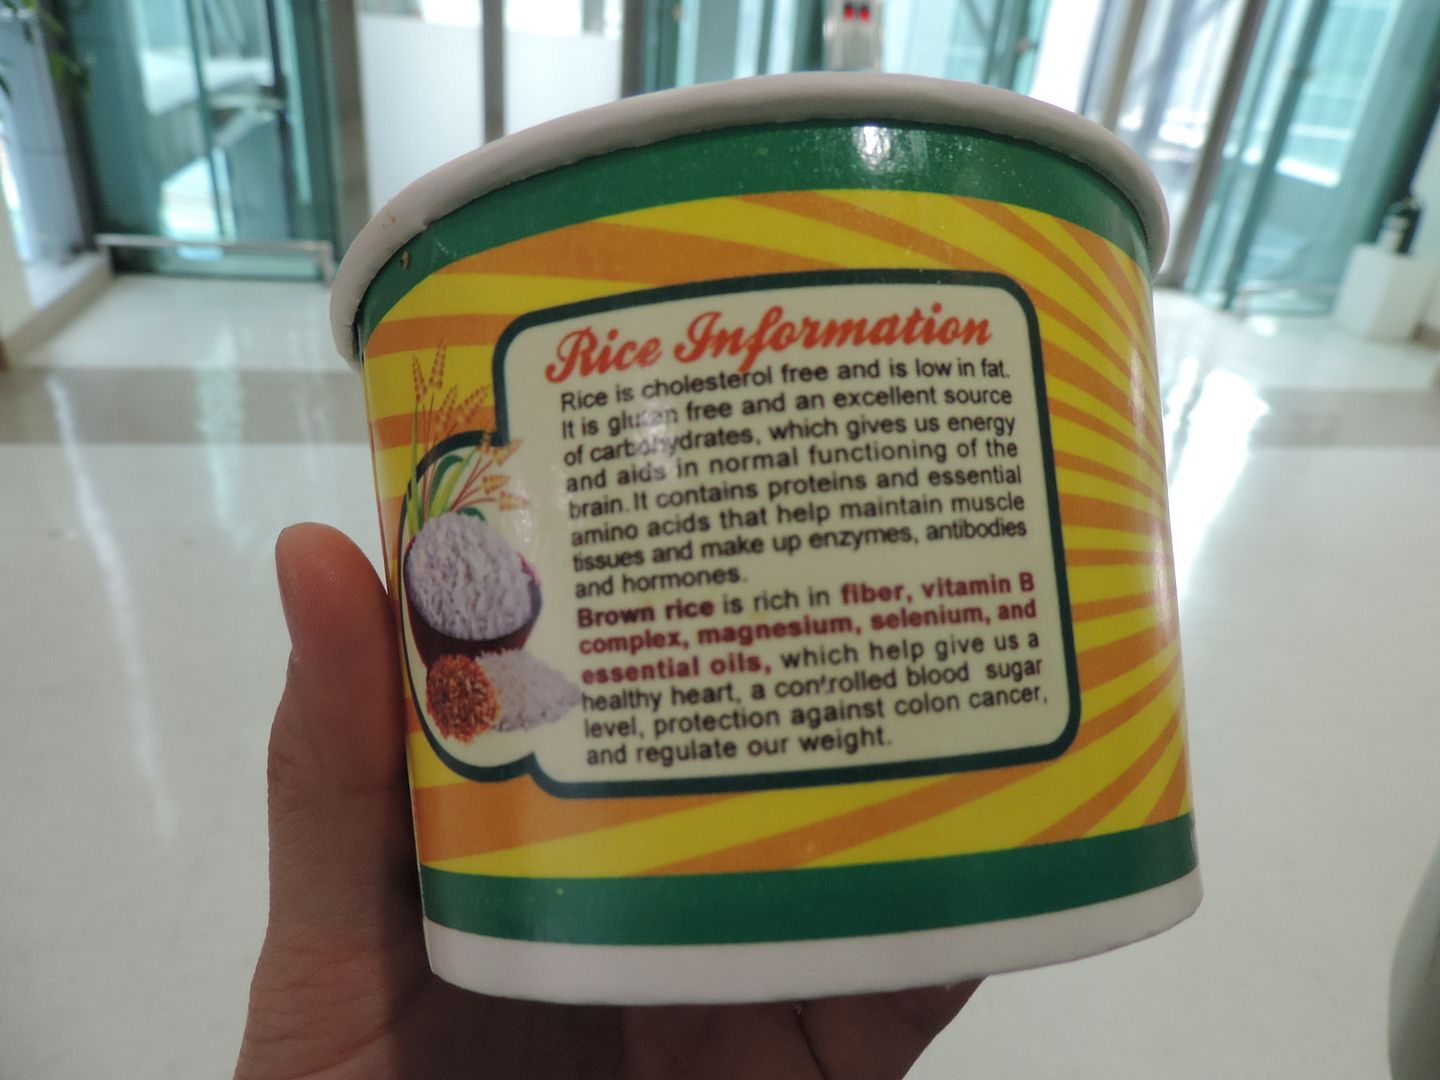 Rice Information
Rice is cholesterol free and is low in fat.
It is gluten free and an excellent source
of carbohydrates, which gives us energy
and aids in normal functioning of the
brain. It contains proteins and essential
amino acids that help maintain muscle
tissues and make up enzymes, antibodies
and hormones.
Brown rice is rich in fiber, vitamin B
complex, magnesium, selenium, and
essential oils, which help give us a
healthy heart, a controlled blood sugar
level, protection against colon cancer,
and regulate our weight.